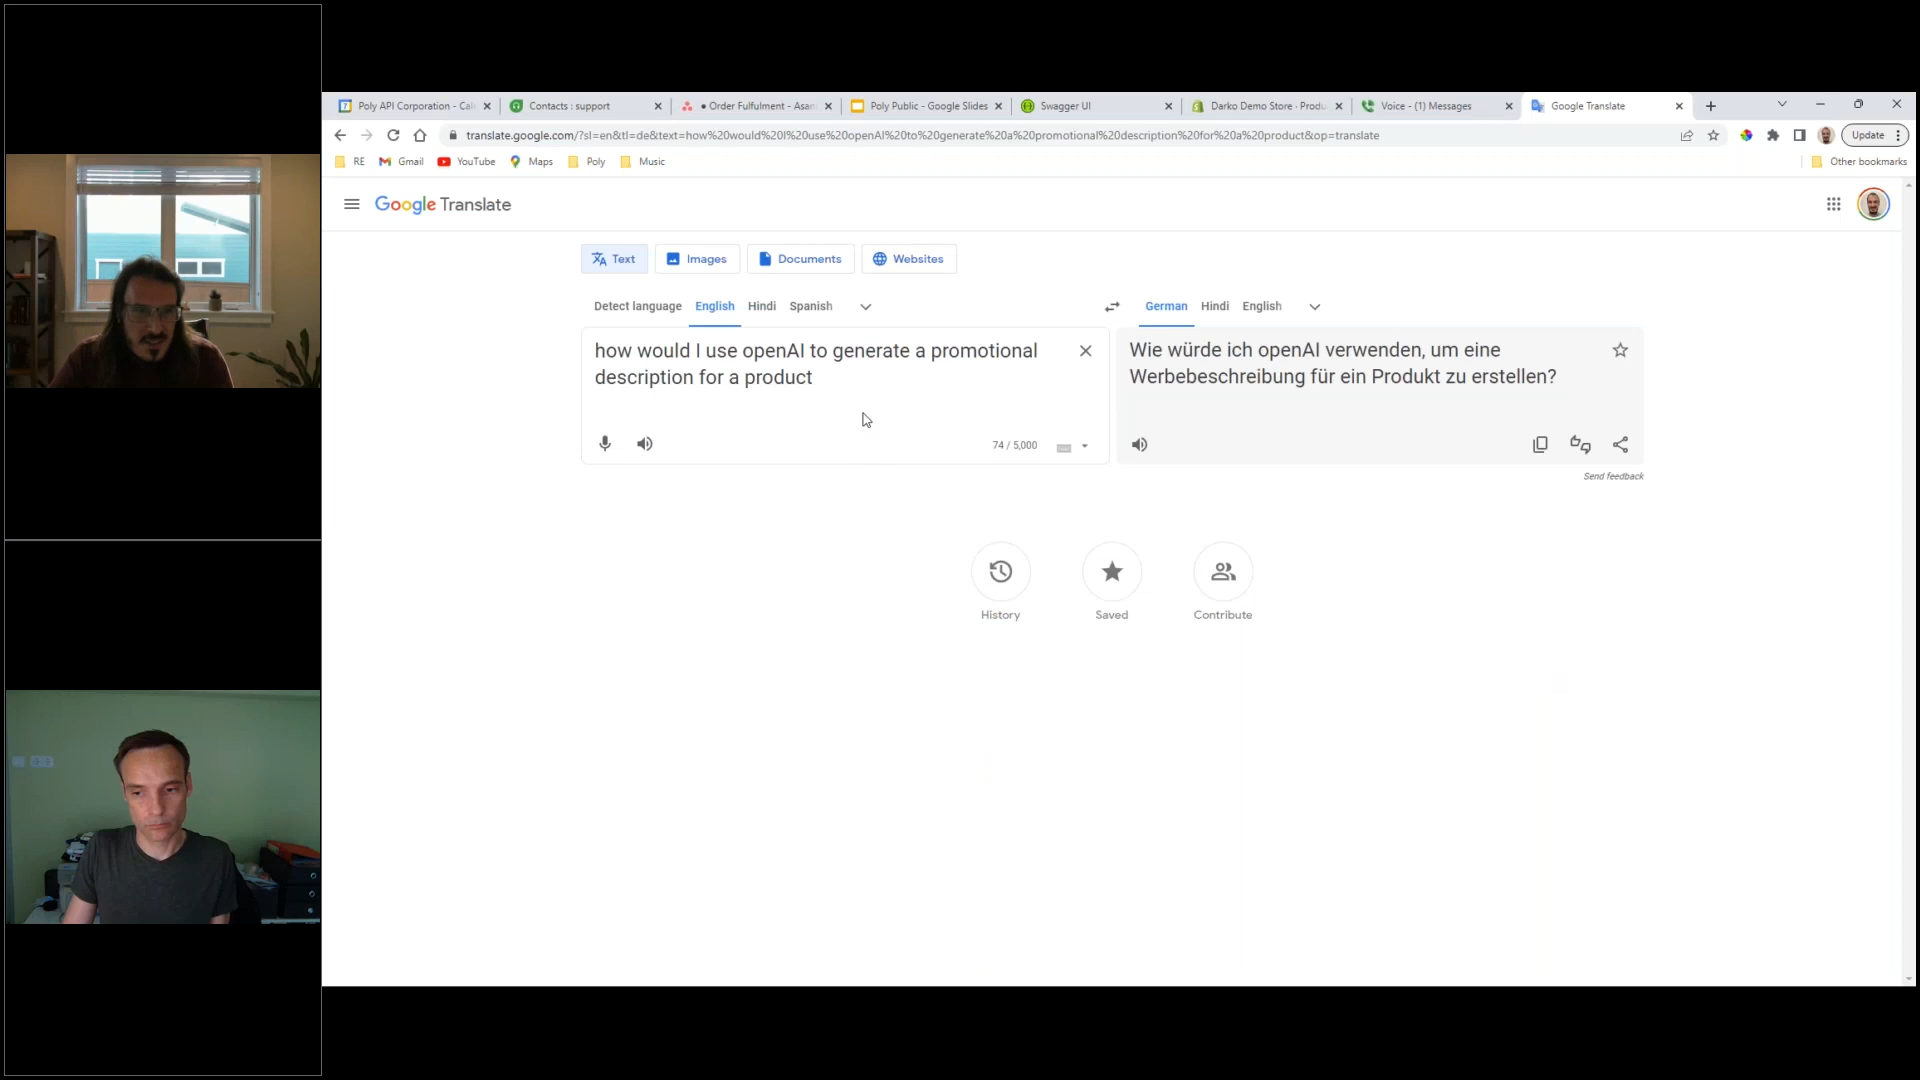 Poly API Corporation - Cal
Contacts : support
• Order Fulfulment - Asan
Poly Public - Google Slides
Swagger UI
Darko Demo Store · Produ
Voice - (1) Messages
Google Translate
translate.google.com/?sl=en&tl=de&text=how%20would%20I%20use%20openAI%20to%20generate%20a%20promotional%20description%20for%20a%20product&op=translate
Update
RE
Gmail
YouTube
Maps
Poly
Music
Other bookmarks
Google Translate
Text
Images
Documents
Websites
Detect language
English
Hindi
Spanish
German
Hindi
English
how would I use openAI to generate a promotional
description for a product
Wie würde ich openAI verwenden, um eine
Werbebeschreibung für ein Produkt zu erstellen?
74 / 5,000
Send feedback
History
Saved
Contribute